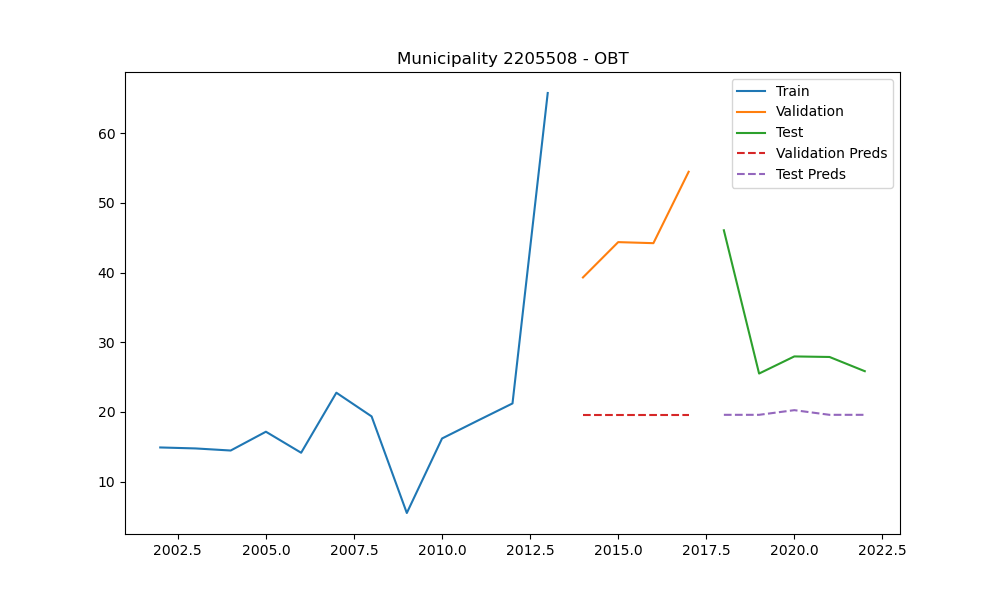 Municipality 2205508 - OBT
Train
Validation
Test
Validation Preds
Test Preds
60
50
40
30
20
10
2002.5 2005.0 2007.5 2010.0 2012.5 2015.0 2017.5 2020.0 2022.5